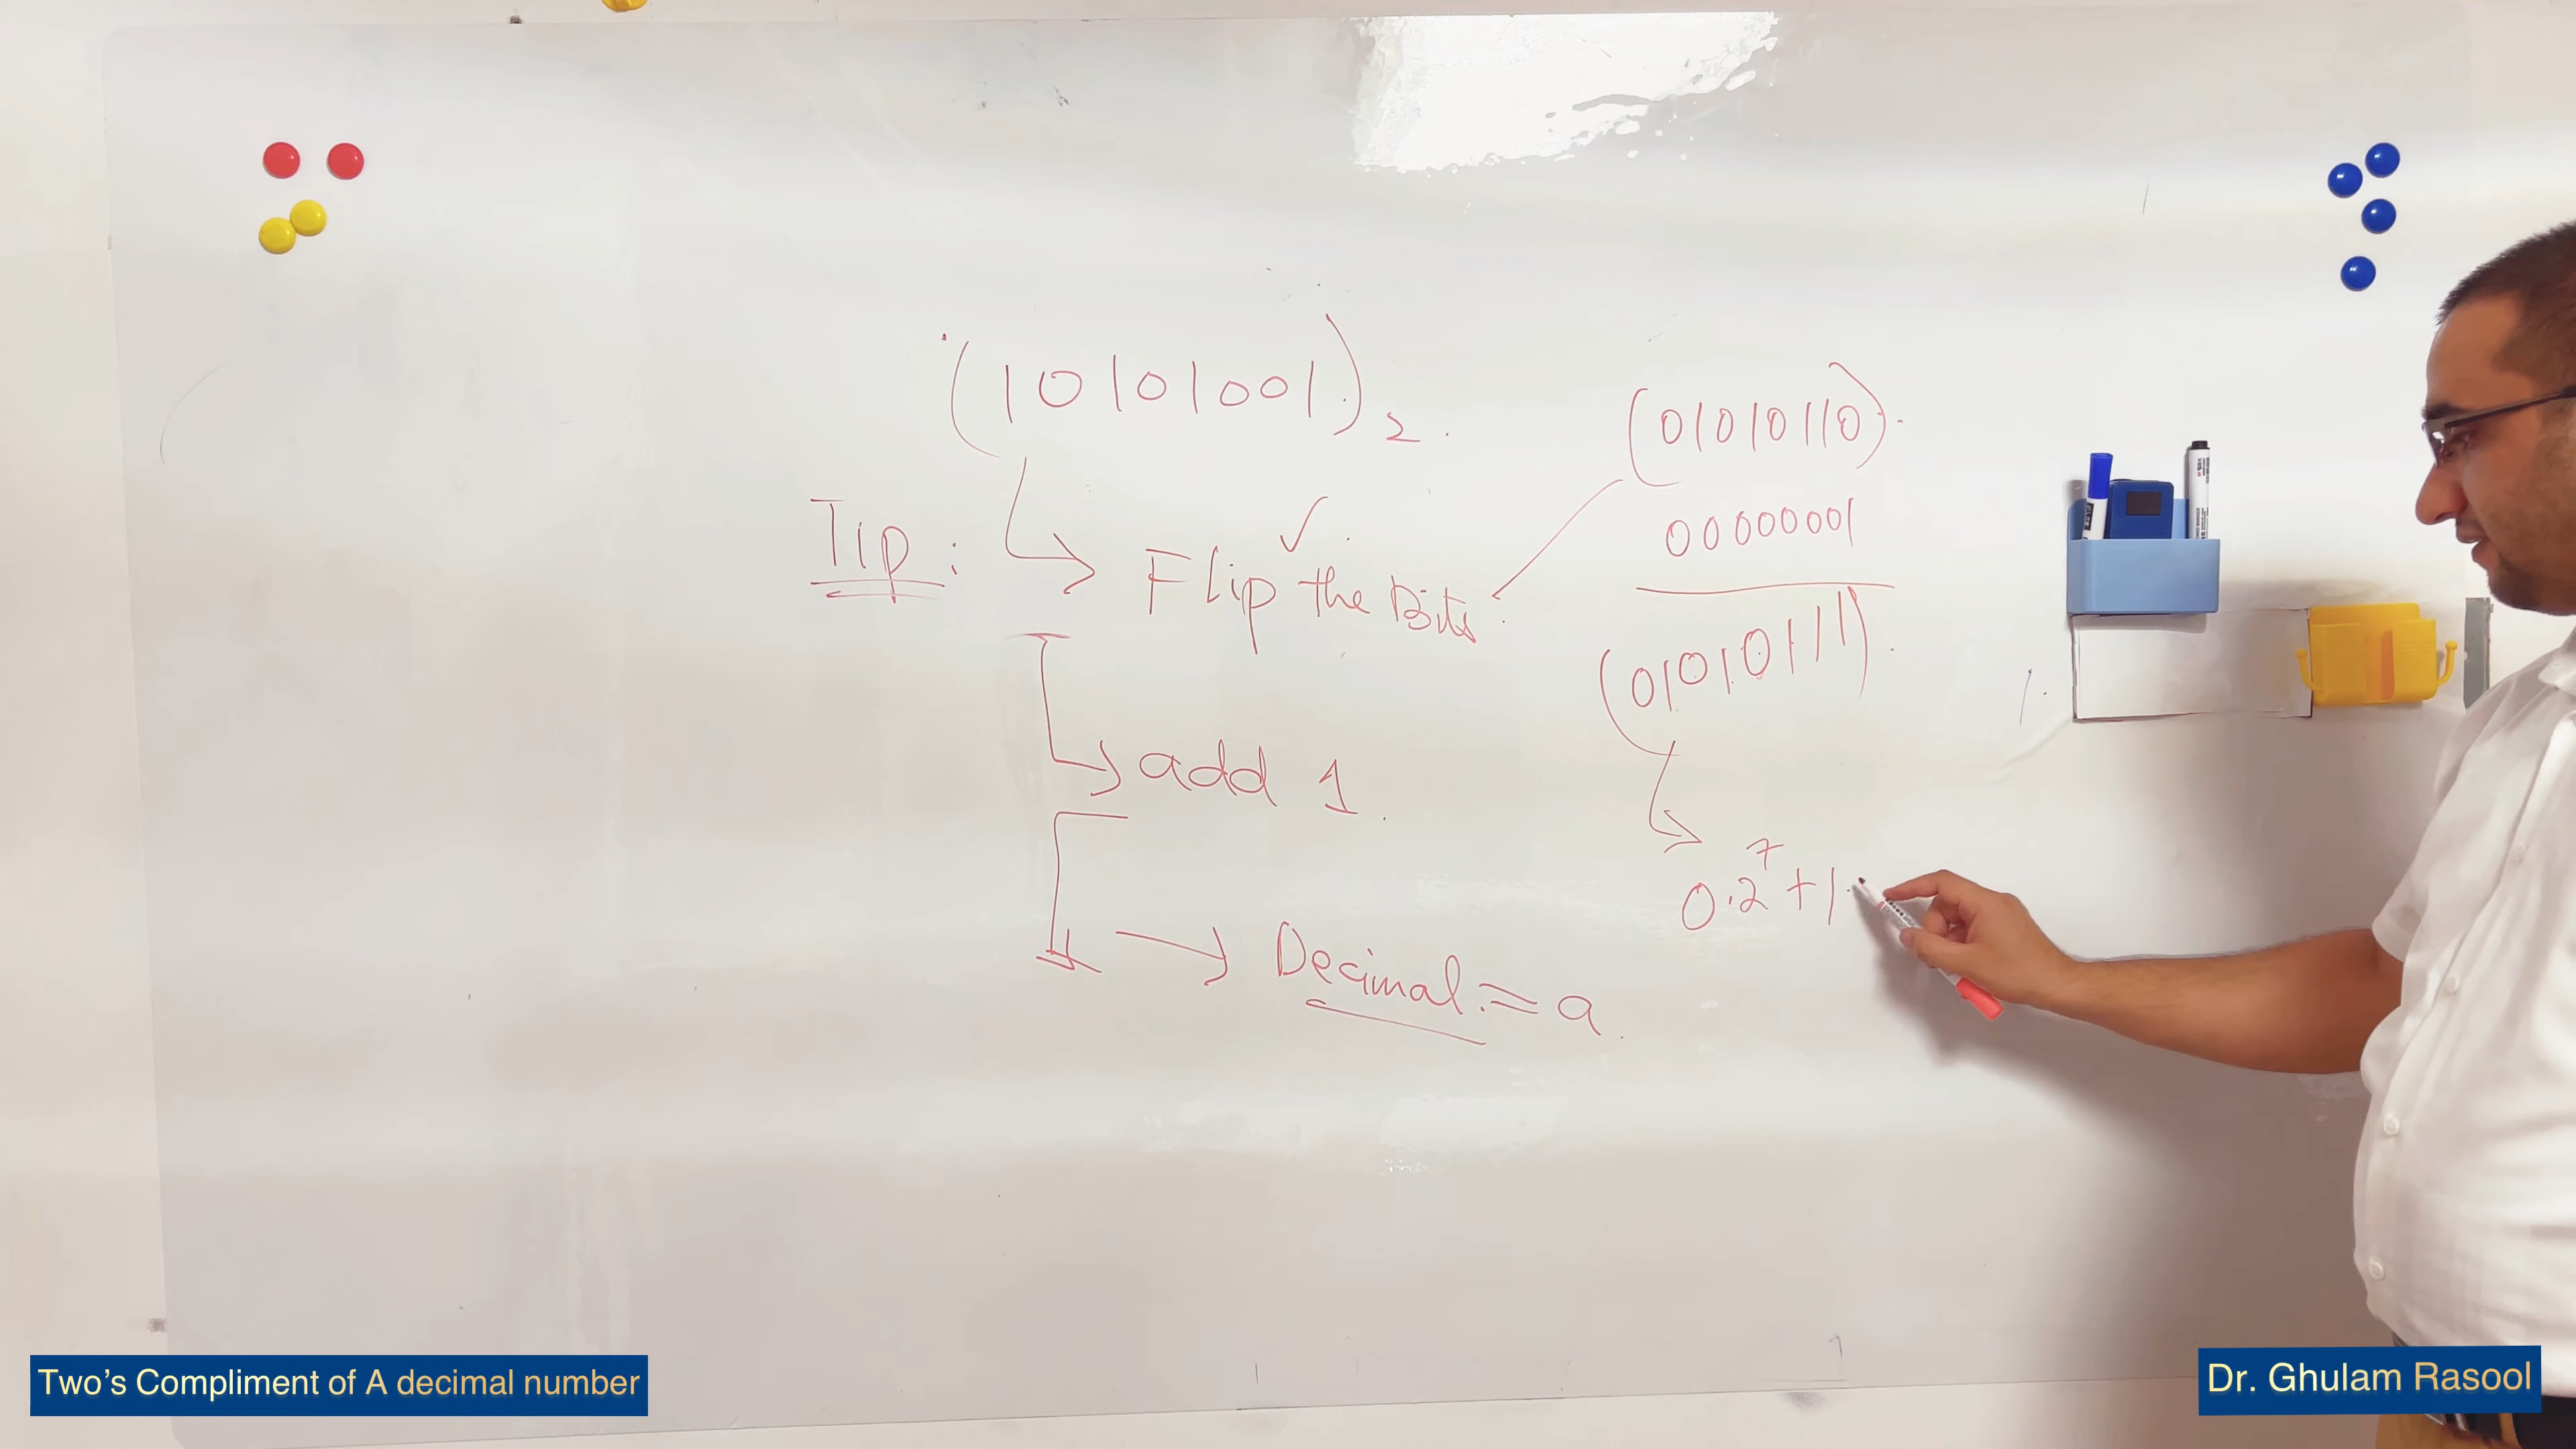 (10101001)₂
Tip:
Flip the Bits
add 1
Decimal = a
(01010110)
00000001
(01010111)
0.2⁷ + 1
Two's Compliment of A decimal number
Dr. Ghulam Rasool